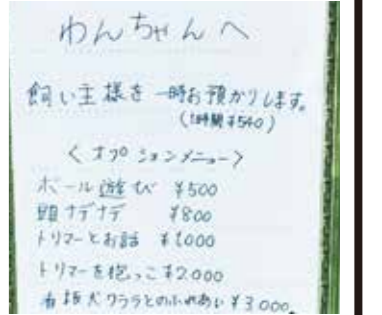 わんちゃんへ
飼い主様を一時お預かりします。
(1時間¥540)
<オプションメニュー>
ボール遊び ¥500
頭ナデナデ ¥800
トリマーとお話 ¥1000
トリマーを抱っこ ¥2000
看板犬クララとのふれあい ¥3000。